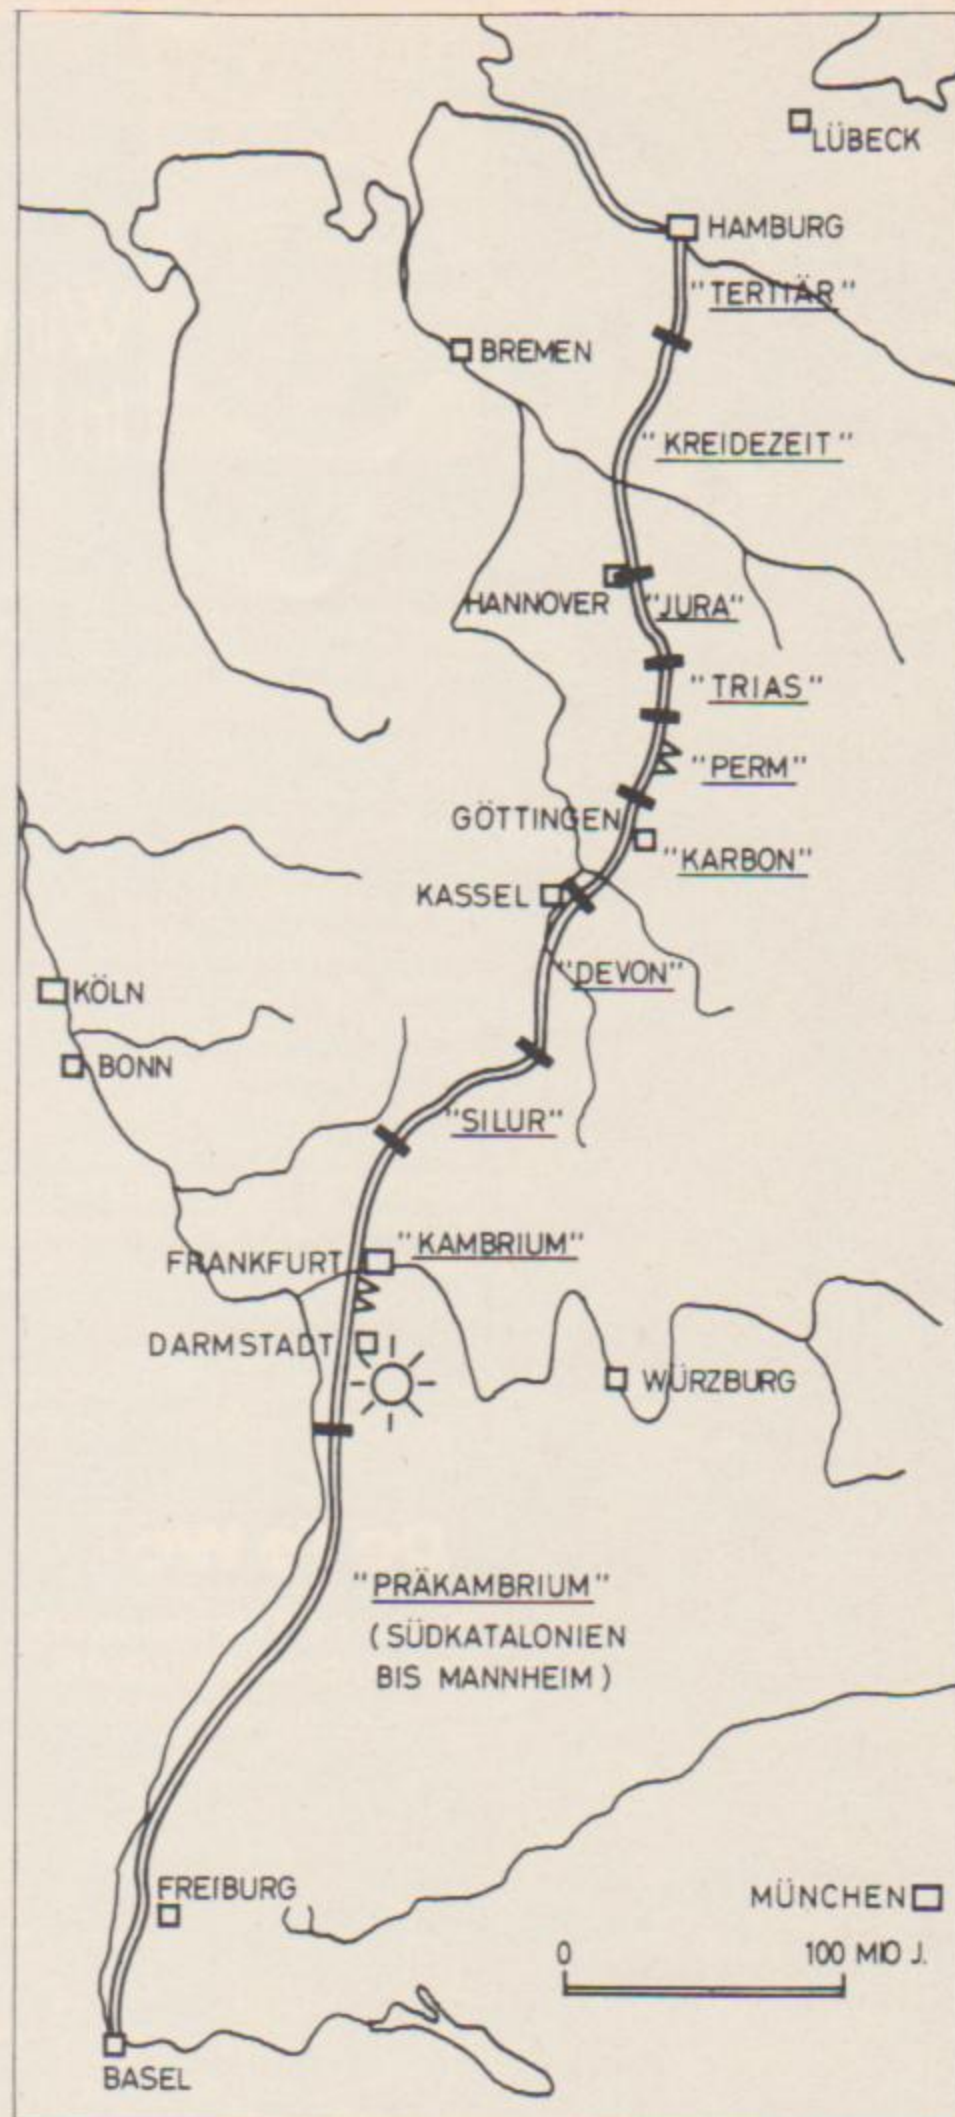 LÜBECK
HAMBURG
"TERTIÄR"
BREMEN
"KREIDEZEIT"
HANNOVER
"JURA"
"TRIAS"
"PERM"
GÖTTINGEN
"KARBON"
KASSEL
"DEVON"
KÖLN
BONN
"SILUR"
"KAMBRIUM"
FRANKFURT
DARMSTADT
WÜRZBURG
"PRÄKAMBRIUM"
(SÜDKATALONIEN
BIS MANNHEIM)
FREIBURG
MÜNCHEN
0 100 MIO J.
BASEL